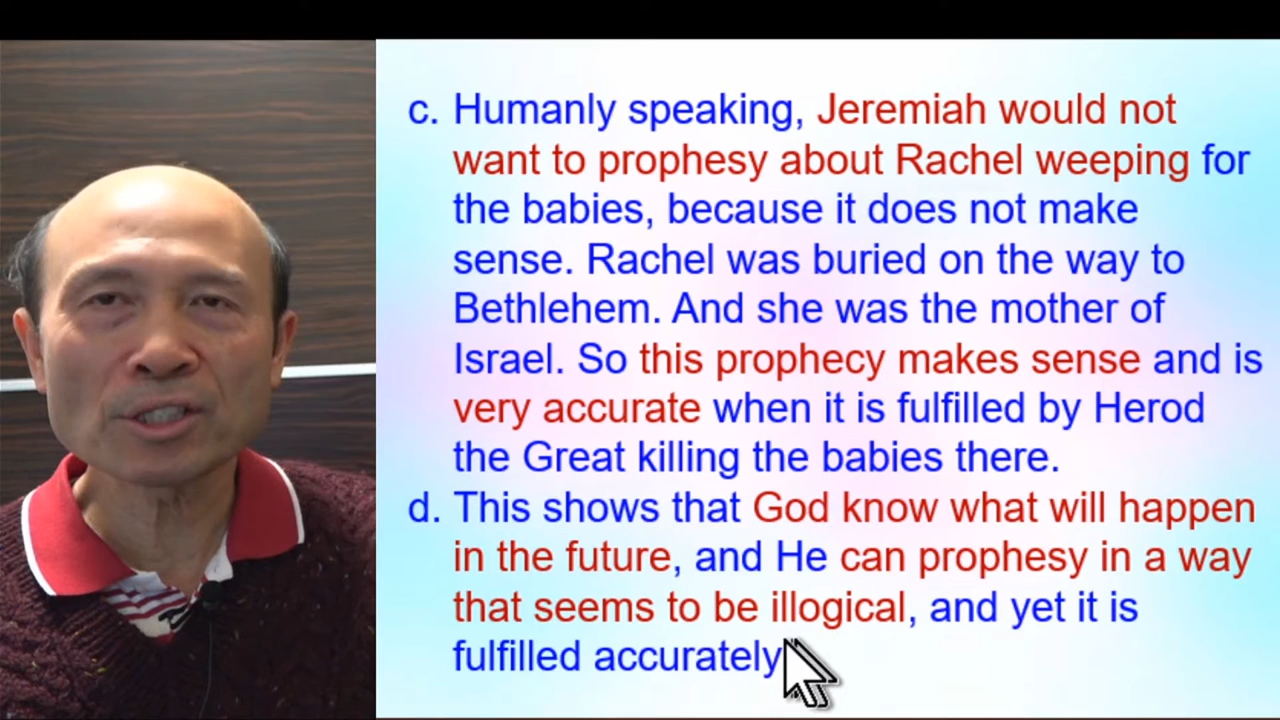 c. Humanly speaking, Jeremiah would not
want to prophesy about Rachel weeping for
the babies, because it does not make
sense. Rachel was buried on the way to
Bethlehem. And she was the mother of
Israel. So this prophecy makes sense and is
very accurate when it is fulfilled by Herod
the Great killing the babies there.
d. This shows that God know what will happen
in the future, and He can prophesy in a way
that seems to be illogical, and yet it is
fulfilled accurately